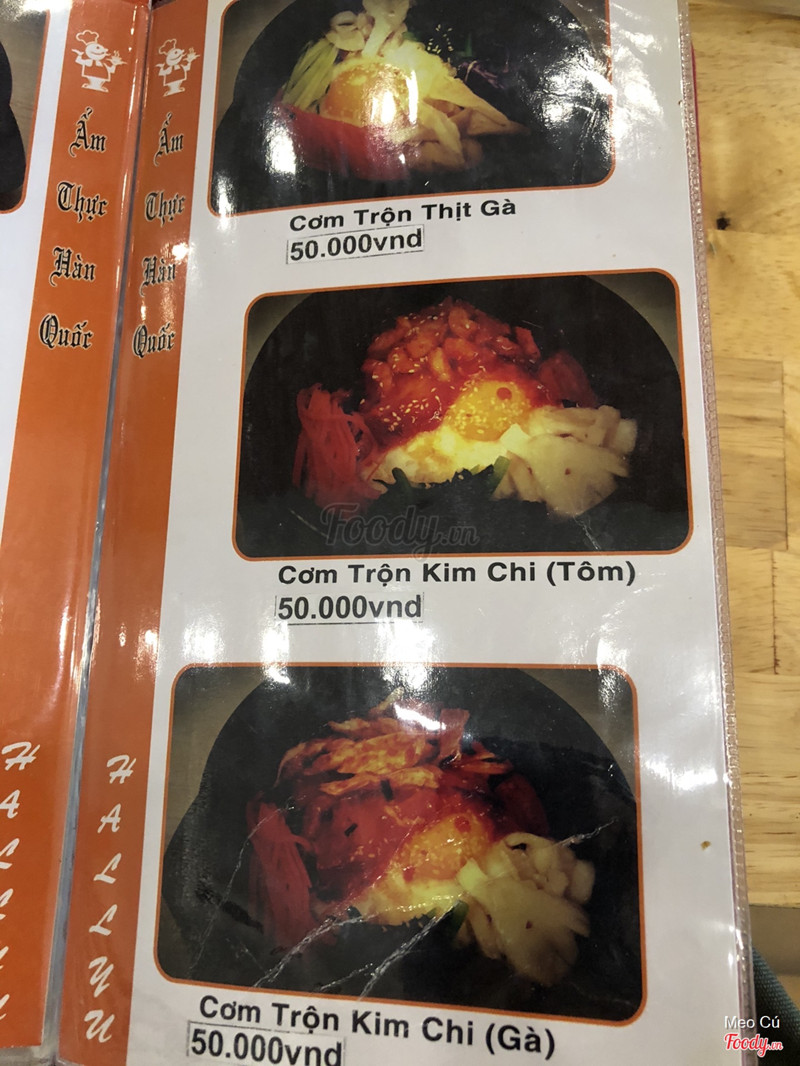 Ẩm
Thực
Hàn
Quốc
Ẩm
Thực
Hàn
Quốc
HALLYU
Cơm Trộn Thịt Gà
50.000vnd
Foody.vn
Cơm Trộn Kim Chi (Tôm)
50.000vnd
Cơm Trộn Kim Chi (Gà)
50.000vnd
Meo Cú
Foody.vn